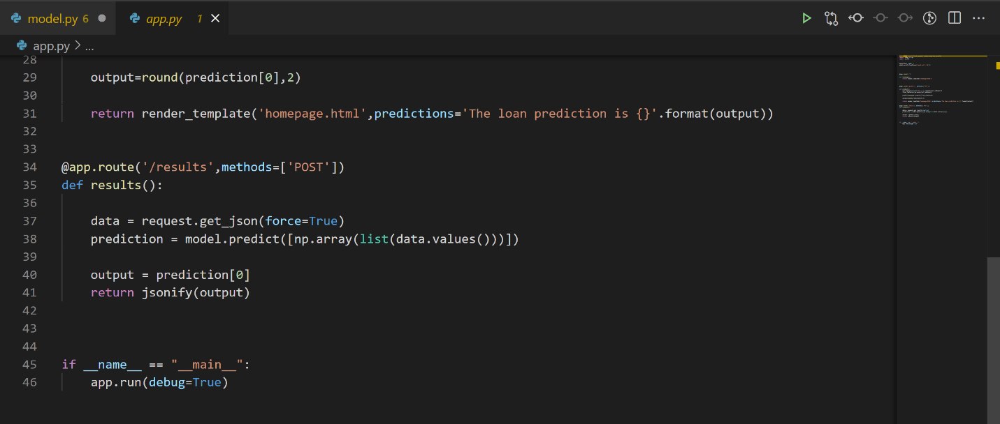 model.py 6
app.py 1
app.py > ...
28
29 output=round(prediction[0],2)
30
31 return render_template('homepage.html',predictions='The loan prediction is {}'.format(output))
32
33
34 @app.route('/results',methods=['POST'])
35 def results():
36
37 data = request.get_json(force=True)
38 prediction = model.predict([np.array(list(data.values()))])
39
40 output = prediction[0]
41 return jsonify(output)
42
43
44
45 if __name__ == "__main__":
46 app.run(debug=True)